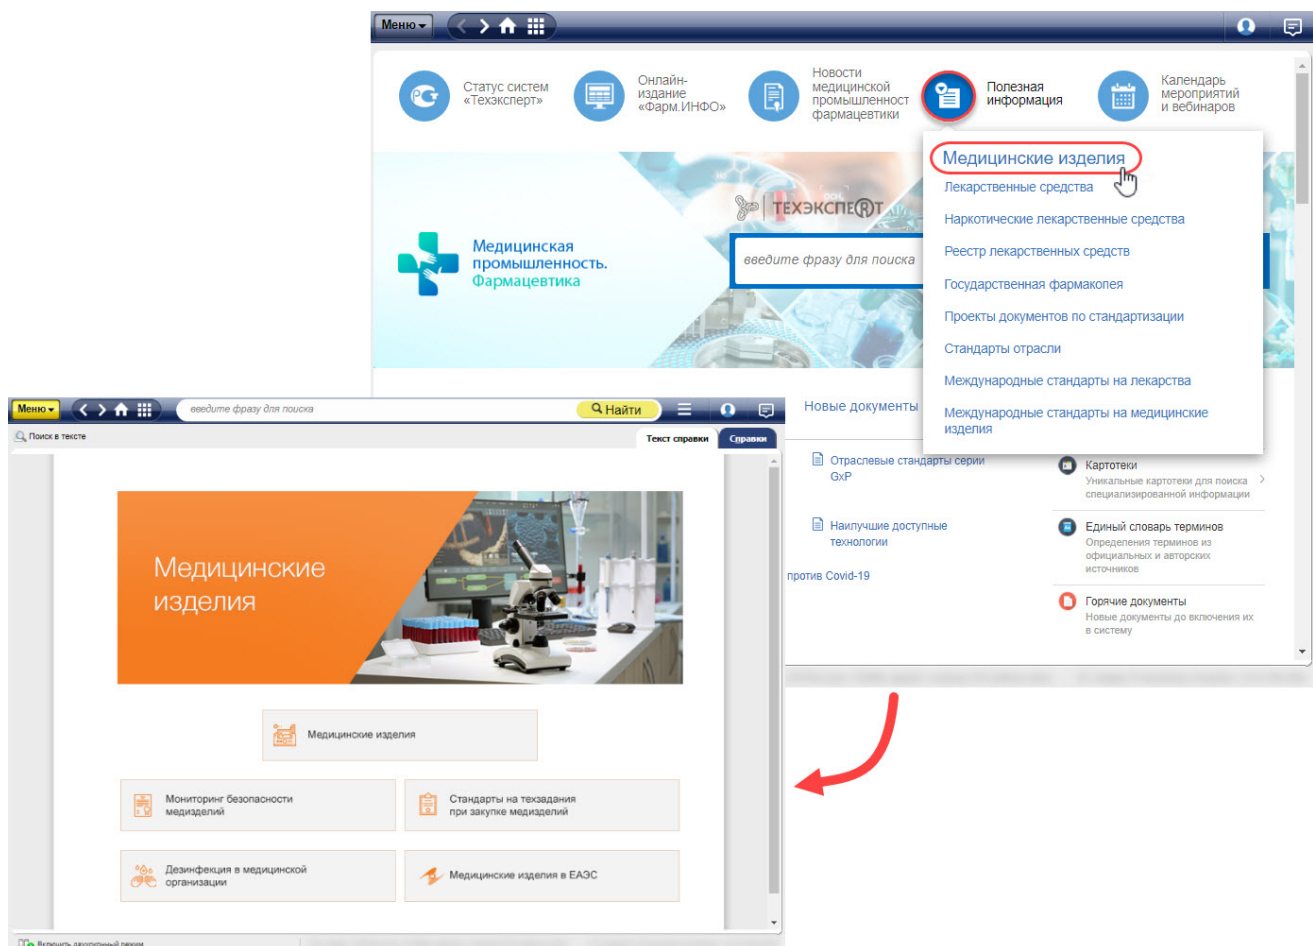 Меню
Статус систем
«Техэксперт»
Онлайн-
издание
«Фарм.ИНФО»
Новости
медицинской
промышленност
фармацевтики
Полезная
информация
Календарь
мероприятий
и вебинаров
Медицинские изделия
Лекарственные средства
Наркотические лекарственные средства
Реестр лекарственных средств
Государственная фармакопея
Проекты документов по стандартизации
Стандарты отрасли
Международные стандарты на лекарства
Международные стандарты на медицинские
изделия
ТЕХЭКСПЕRТ
Медицинская
промышленность.
Фармацевтика
введите фразу для поиска
Новые документы
Отраслевые стандарты серии
GxP
Наилучшие доступные
технологии
против Covid-19
Картотеки
Уникальные картотеки для поиска
специализированной информации
Единый словарь терминов
Определения терминов из
официальных и авторских
источников
Горячие документы
Новые документы до включения их
в систему
Меню
введите фразу для поиска
Найти
Поиск в тексте
Текст справки
Справки
Медицинские
изделия
Медицинские изделия
Мониторинг безопасности
медизделий
Стандарты на техзадания
при закупке медизделий
Дезинфекция в медицинской
организации
Медицинские изделия в ЕАЭС
Включить двухоконный режим